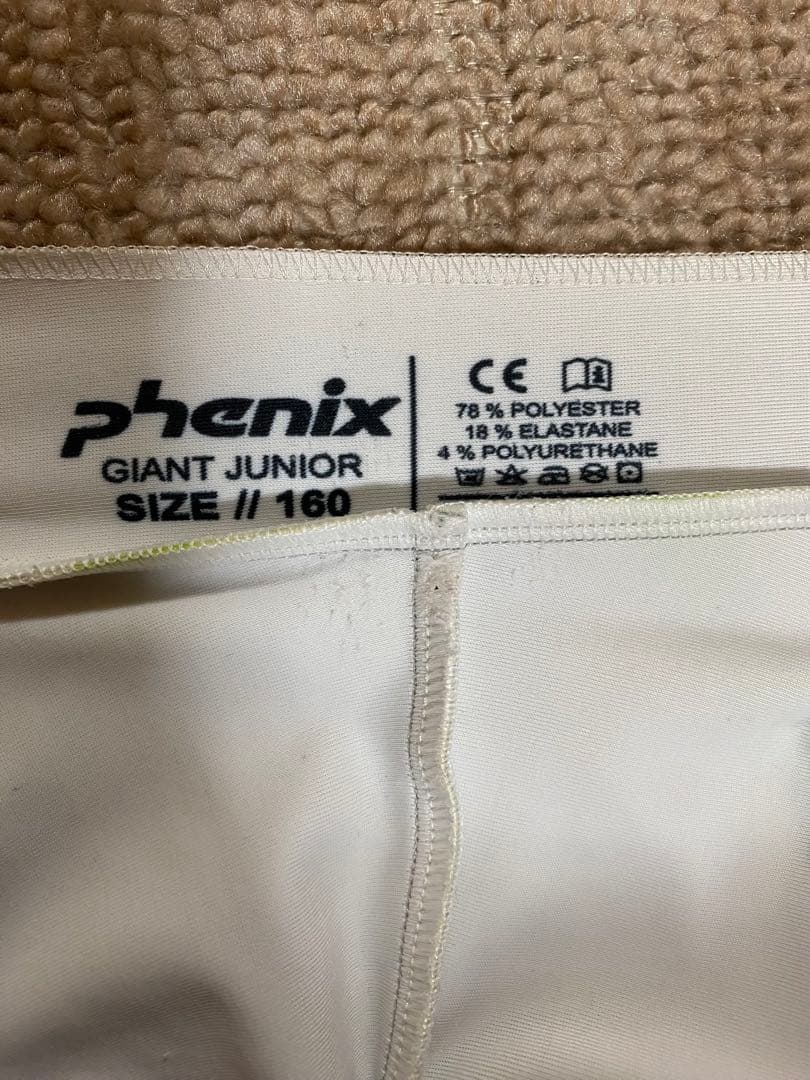 phenix
GIANT JUNIOR
SIZE // 160
CE
78 % POLYESTER
18 % ELASTANE
4 % POLYURETHANE